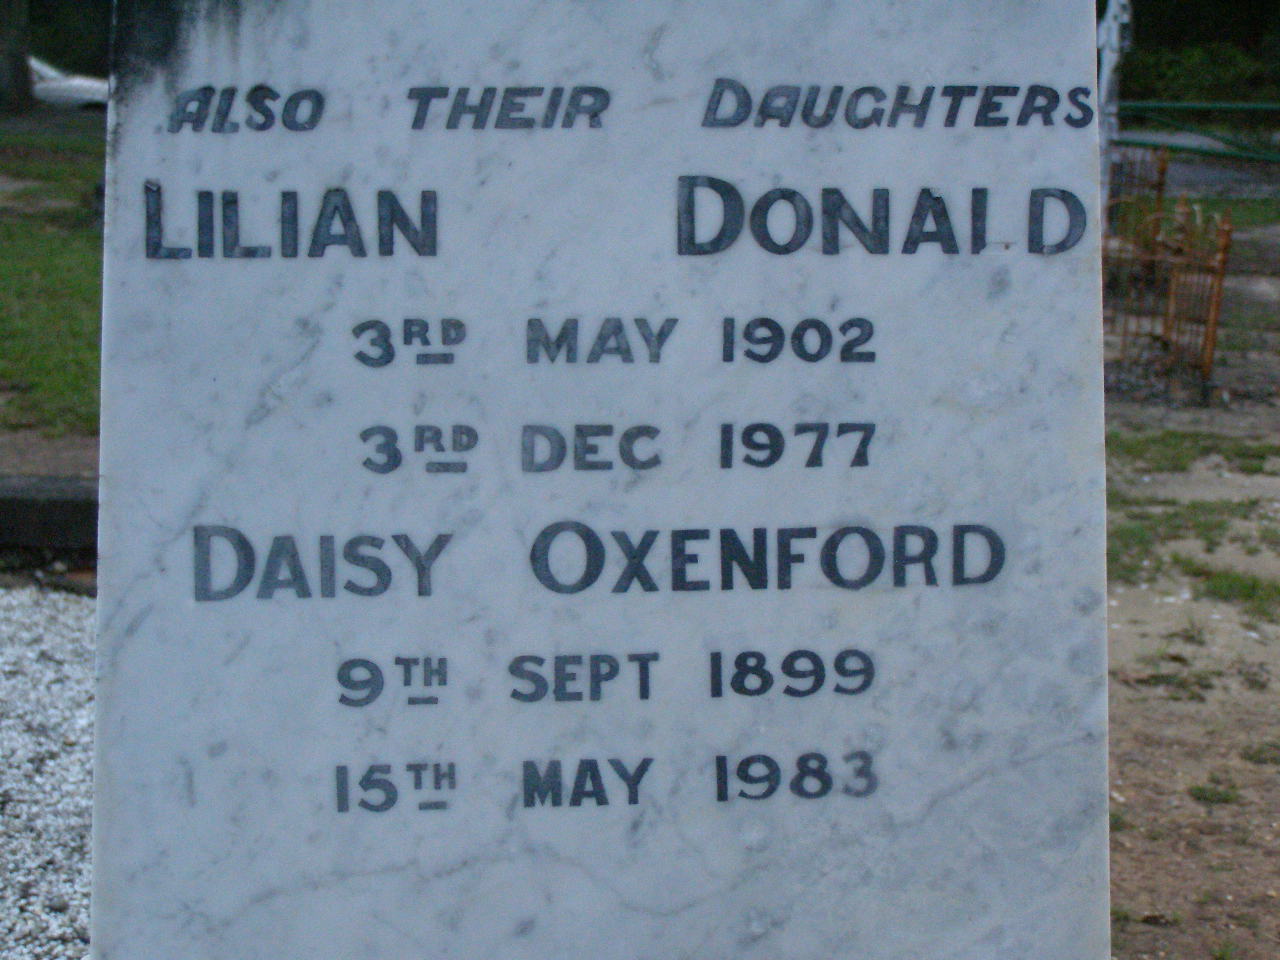 ALSO THEIR DAUGHTERS
LILIAN DONALD
3RD MAY 1902
3RD DEC 1977
DAISY OXENFORD
9TH SEPT 1899
15TH MAY 1983